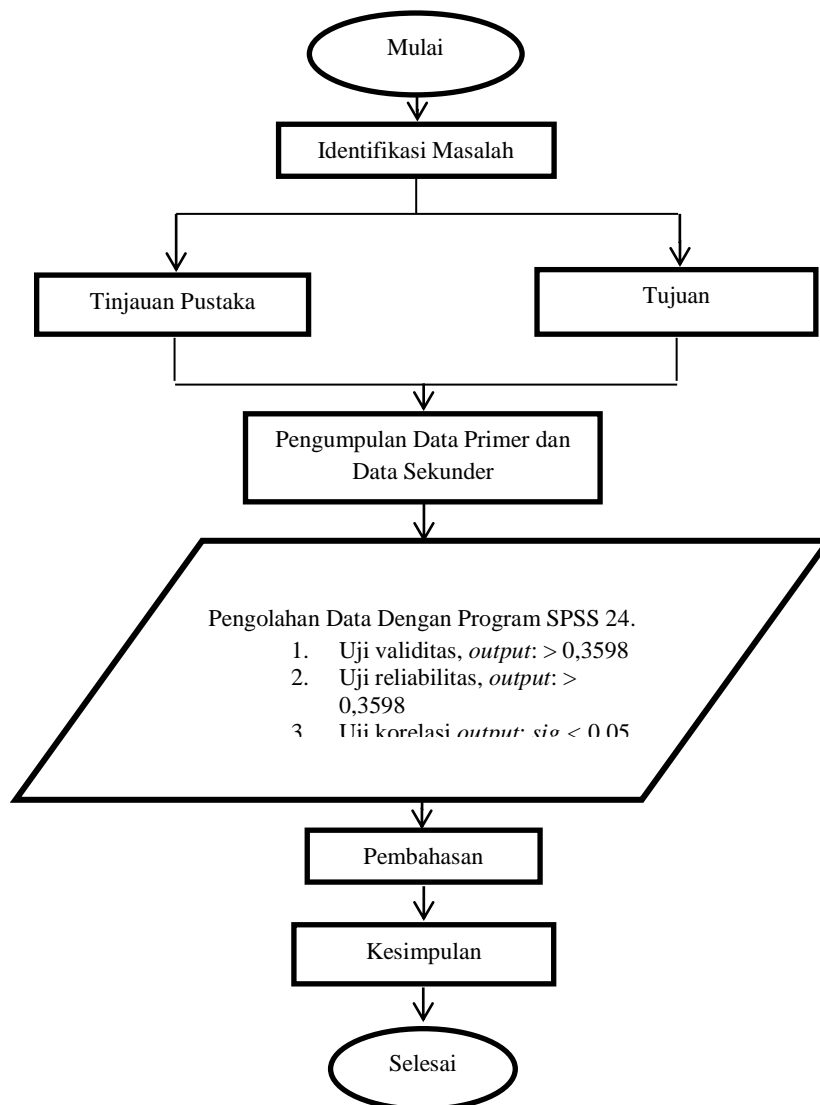 Mulai
Identifikasi Masalah
Tinjauan Pustaka
Tujuan
Pengumpulan Data Primer dan
Data Sekunder
Pengolahan Data Dengan Program SPSS 24.
1. Uji validitas, output: > 0,3598
2. Uji reliabilitas, output: >
0,3598
3. Uji korelasi output: sig < 0,05
Pembahasan
Kesimpulan
Selesai